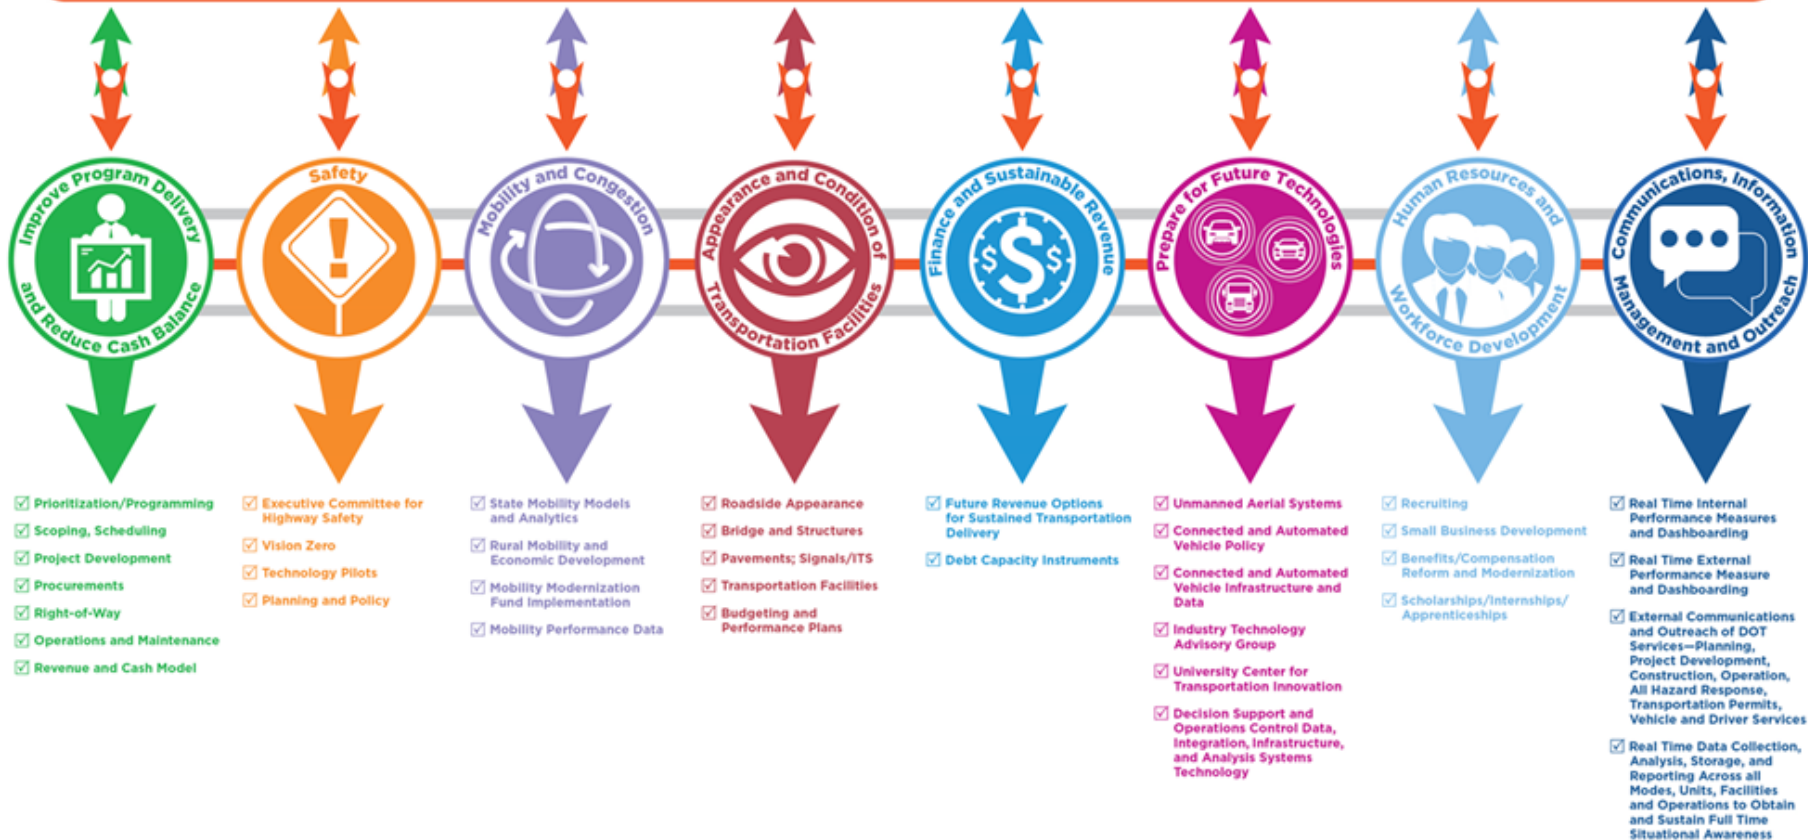 Improve Program Delivery
and Reduce Cash Balance
Safety
Mobility and Congestion
Appearance and Condition of
Transportation Facilities
Finance and Sustainable Revenue
$ $ $
Prepare for Future Technologies
Human Resources and
Workforce Development
Communications, Information
Management and Outreach
Prioritization/Programming
Scoping, Scheduling
Project Development
Procurements
Right-of-Way
Operations and Maintenance
Revenue and Cash Model
Executive Committee for
Highway Safety
Vision Zero
Technology Pilots
Planning and Policy
State Mobility Models
and Analytics
Rural Mobility and
Economic Development
Mobility Modernization
Fund Implementation
Mobility Performance Data
Roadside Appearance
Bridge and Structures
Pavements; Signals/ITS
Transportation Facilities
Budgeting and
Performance Plans
Future Revenue Options
for Sustained Transportation
Delivery
Debt Capacity Instruments
Unmanned Aerial Systems
Connected and Automated
Vehicle Policy
Connected and Automated
Vehicle Infrastructure and
Data
Industry Technology
Advisory Group
University Center for
Transportation Innovation
Decision Support and
Operations Control Data,
Integration, Infrastructure,
and Analysis Systems
Technology
Recruiting
Small Business Development
Benefits/Compensation
Reform and Modernization
Scholarships/Internships/
Apprenticeships
Real Time Internal
Performance Measures
and Dashboarding
Real Time External
Performance Measure
and Dashboarding
External Communications
and Outreach of DOT
Services—Planning,
Project Development,
Construction, Operation,
All Hazard Response,
Transportation Permits,
Vehicle and Driver Services
Real Time Data Collection,
Analysis, Storage, and
Reporting Across all
Modes, Units, Facilities
and Operations to Obtain
and Sustain Full Time
Situational Awareness